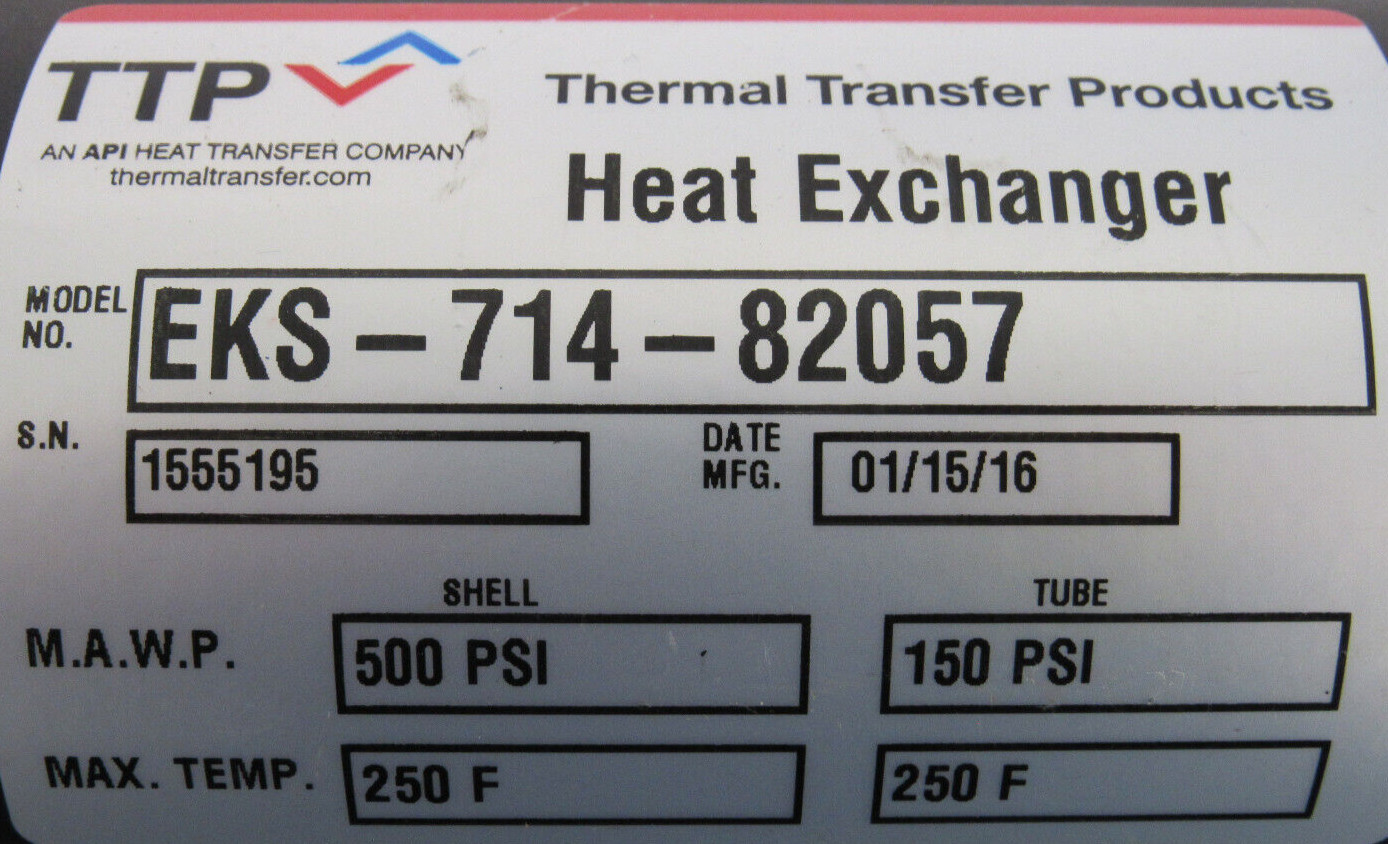 TTP
Thermal Transfer Products
AN API HEAT TRANSFER COMPANY
thermaltransfer.com
Heat Exchanger
MODEL
NO.
EKS-714-82057
S.N.
1555195
DATE
MFG.
01/15/16
SHELL
TUBE
M.A.W.P.
500 PSI
150 PSI
MAX. TEMP.
250 F
250 F